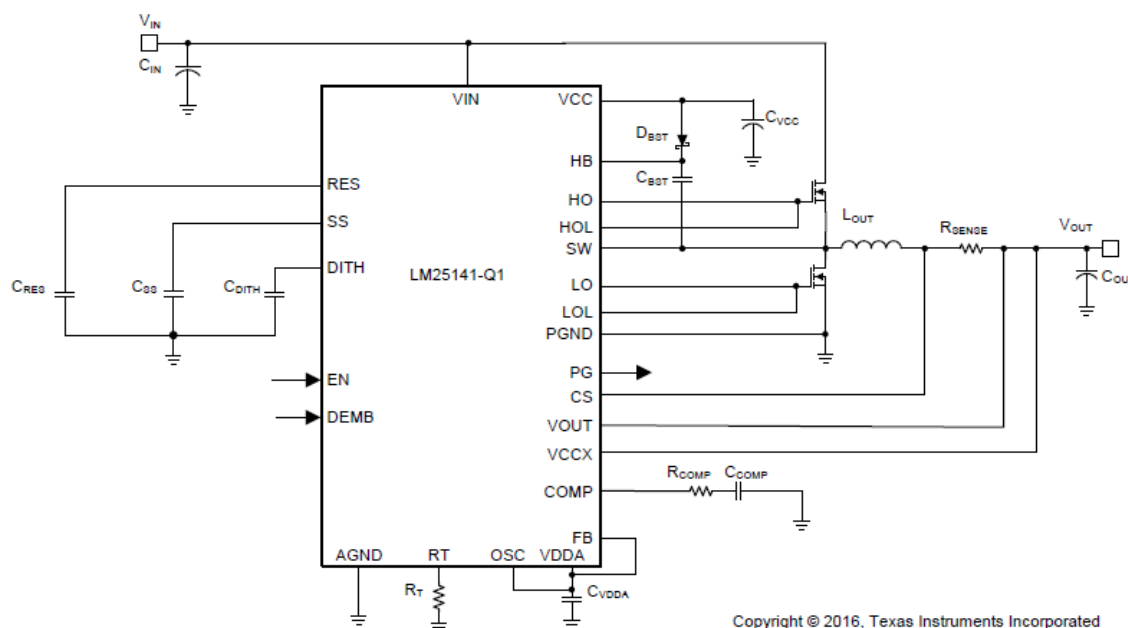 VIN
CIN
VIN
VCC
CVCC
DBST
HB
CBST
HO
HOL
SW
LOUT
RSENSE
VOUT
COU
LO
LOL
PGND
PG
CS
VOUT
VCCX
COMP
RCOMP
CCOMP
FB
RES
SS
DITH
CRES
CSS
CDITH
LM25141-Q1
EN
DEMB
AGND
RT
OSC
VDDA
RT
CVDDA
Copyright © 2016, Texas Instruments Incorporated